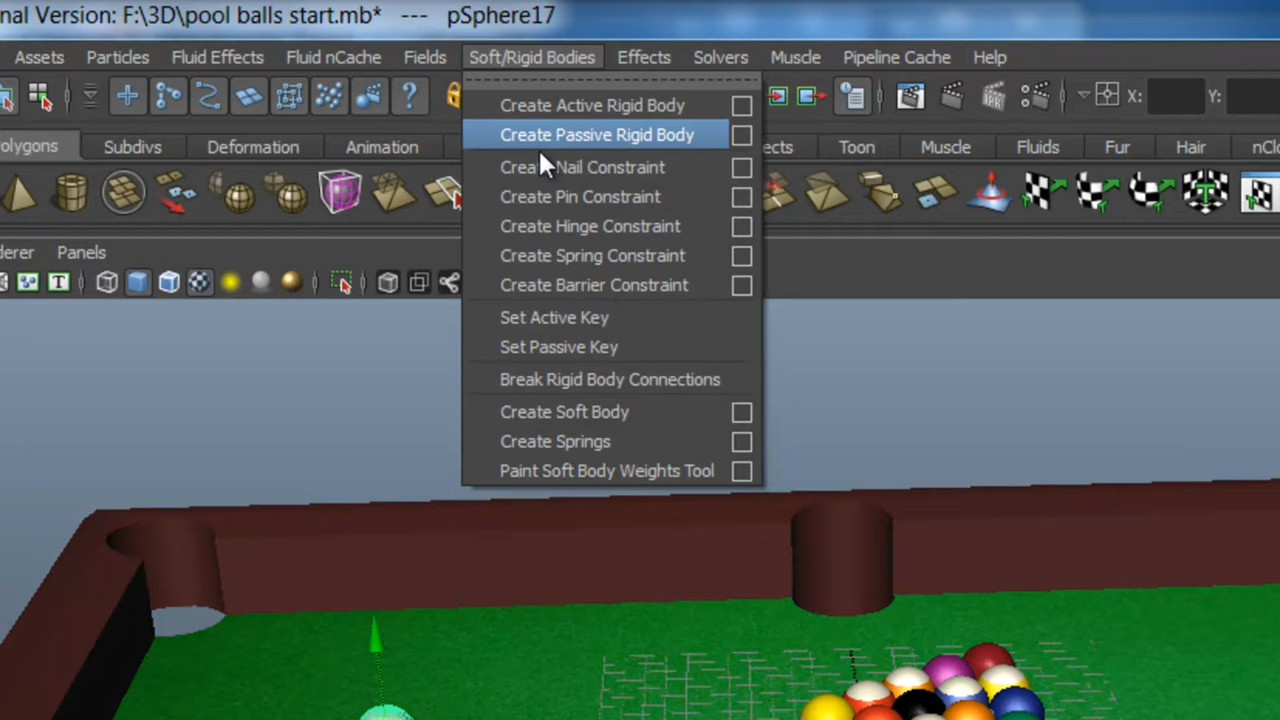 nal Version: F:\3D\pool balls start.mb* --- pSphere17
Assets Particles Fluid Effects Fluid nCache Fields Soft/Rigid Bodies Effects Solvers Muscle Pipeline Cache Help
X: Y:
olygons Subdivs Deformation Animation ects Toon Muscle Fluids Fur Hair nCl
derer Panels
Create Active Rigid Body
Create Passive Rigid Body
Create Nail Constraint
Create Pin Constraint
Create Hinge Constraint
Create Spring Constraint
Create Barrier Constraint
Set Active Key
Set Passive Key
Break Rigid Body Connections
Create Soft Body
Create Springs
Paint Soft Body Weights Tool